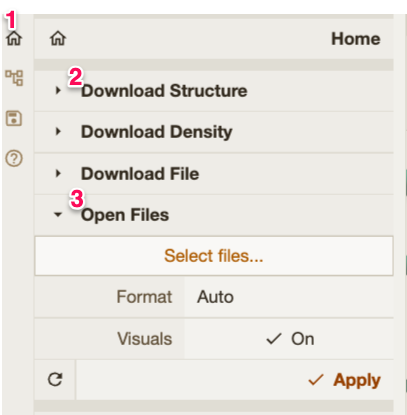 1
Home
2
Download Structure
Download Density
Download File
3
Open Files
Select files...
Format Auto
Visuals ✓ On
✓ Apply